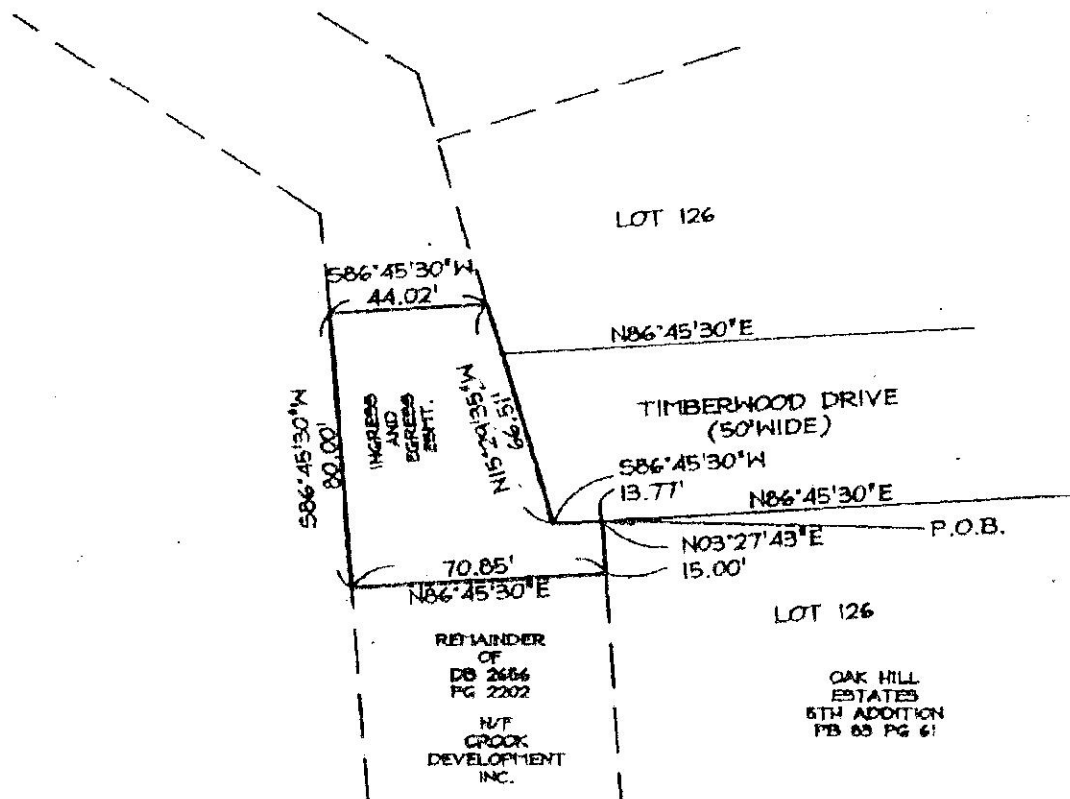 LOT 126
S86°45'30"W
44.02'
N86°45'30"E
S86°45'30"W
80.00'
INGRESS
AND
EGRESS
ESMT.
N15°29'35"W
66.51'
TIMBERWOOD DRIVE
(50'WIDE)
S86°45'30"W
13.77'
N86°45'30"E
P.O.B.
N03°27'43"E
15.00'
70.85'
N86°45'30"E
LOT 126
REMAINDER
OF
DB
PG 2202
N/F
CROOK
DEVELOPMENT
INC.
OAK HILL
ESTATES
ADDITION
PB PG 61